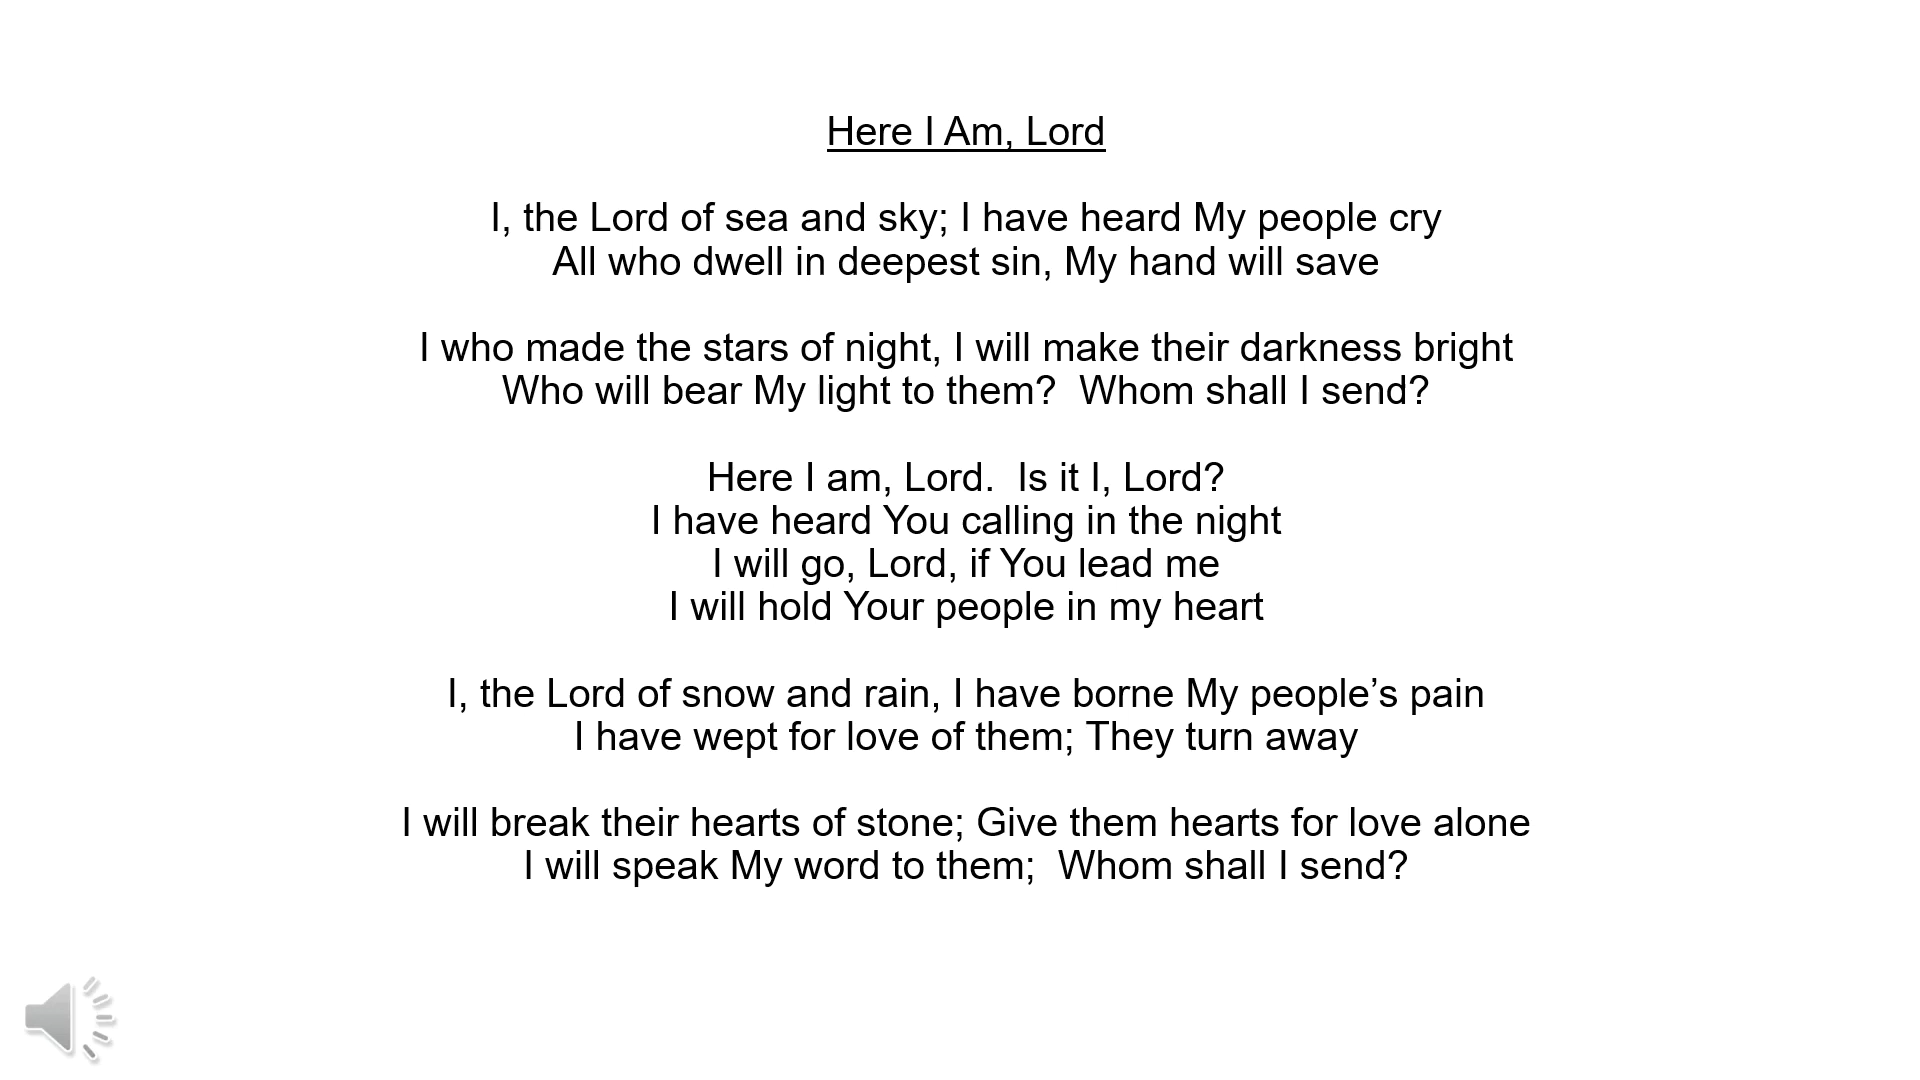 Here I Am, Lord
I, the Lord of sea and sky; I have heard My people cry
All who dwell in deepest sin, My hand will save
I who made the stars of night, I will make their darkness bright
Who will bear My light to them?  Whom shall I send?
Here I am, Lord.  Is it I, Lord?
I have heard You calling in the night
I will go, Lord, if You lead me
I will hold Your people in my heart
I, the Lord of snow and rain, I have borne My people’s pain
I have wept for love of them; They turn away
I will break their hearts of stone; Give them hearts for love alone
I will speak My word to them;  Whom shall I send?